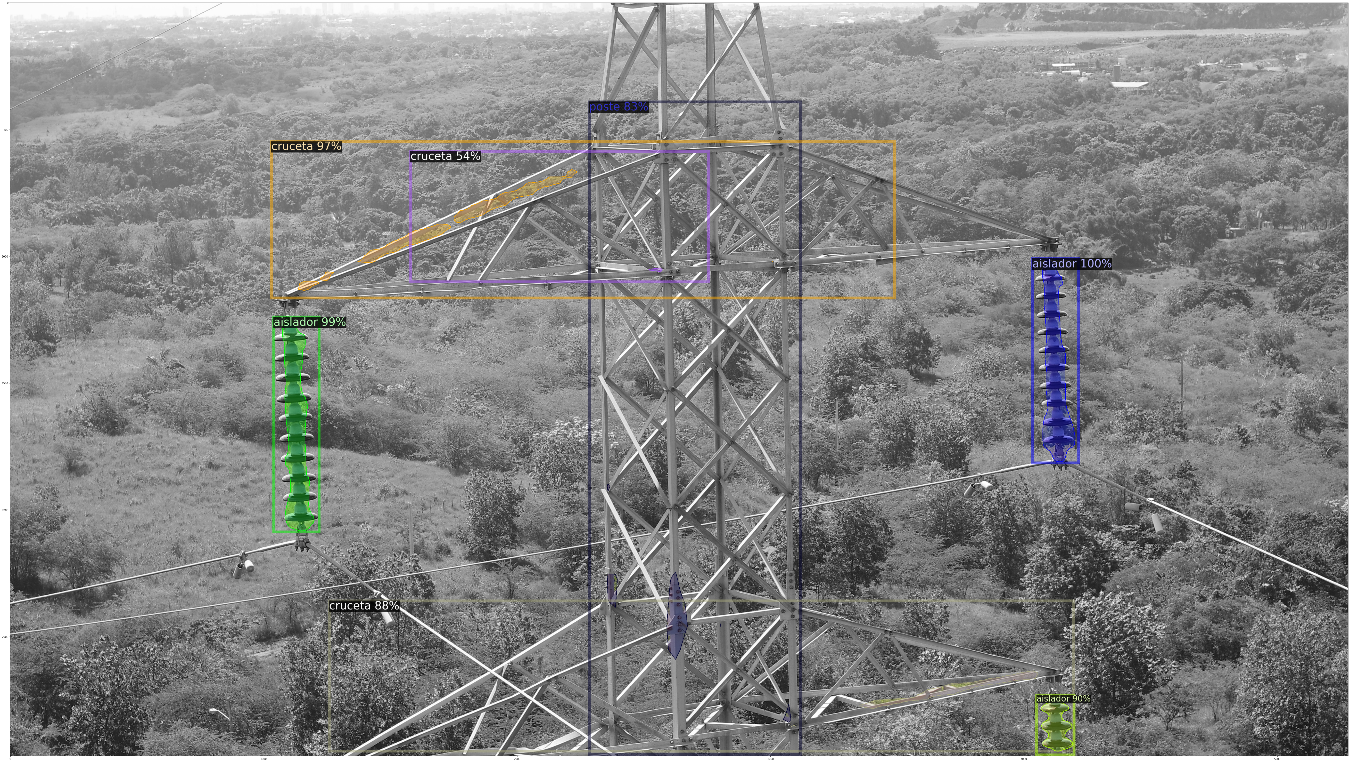 poste 83%
cruceta 97%
cruceta 54%
aislador 100%
aislador 99%
cruceta 88%
aislador 90%